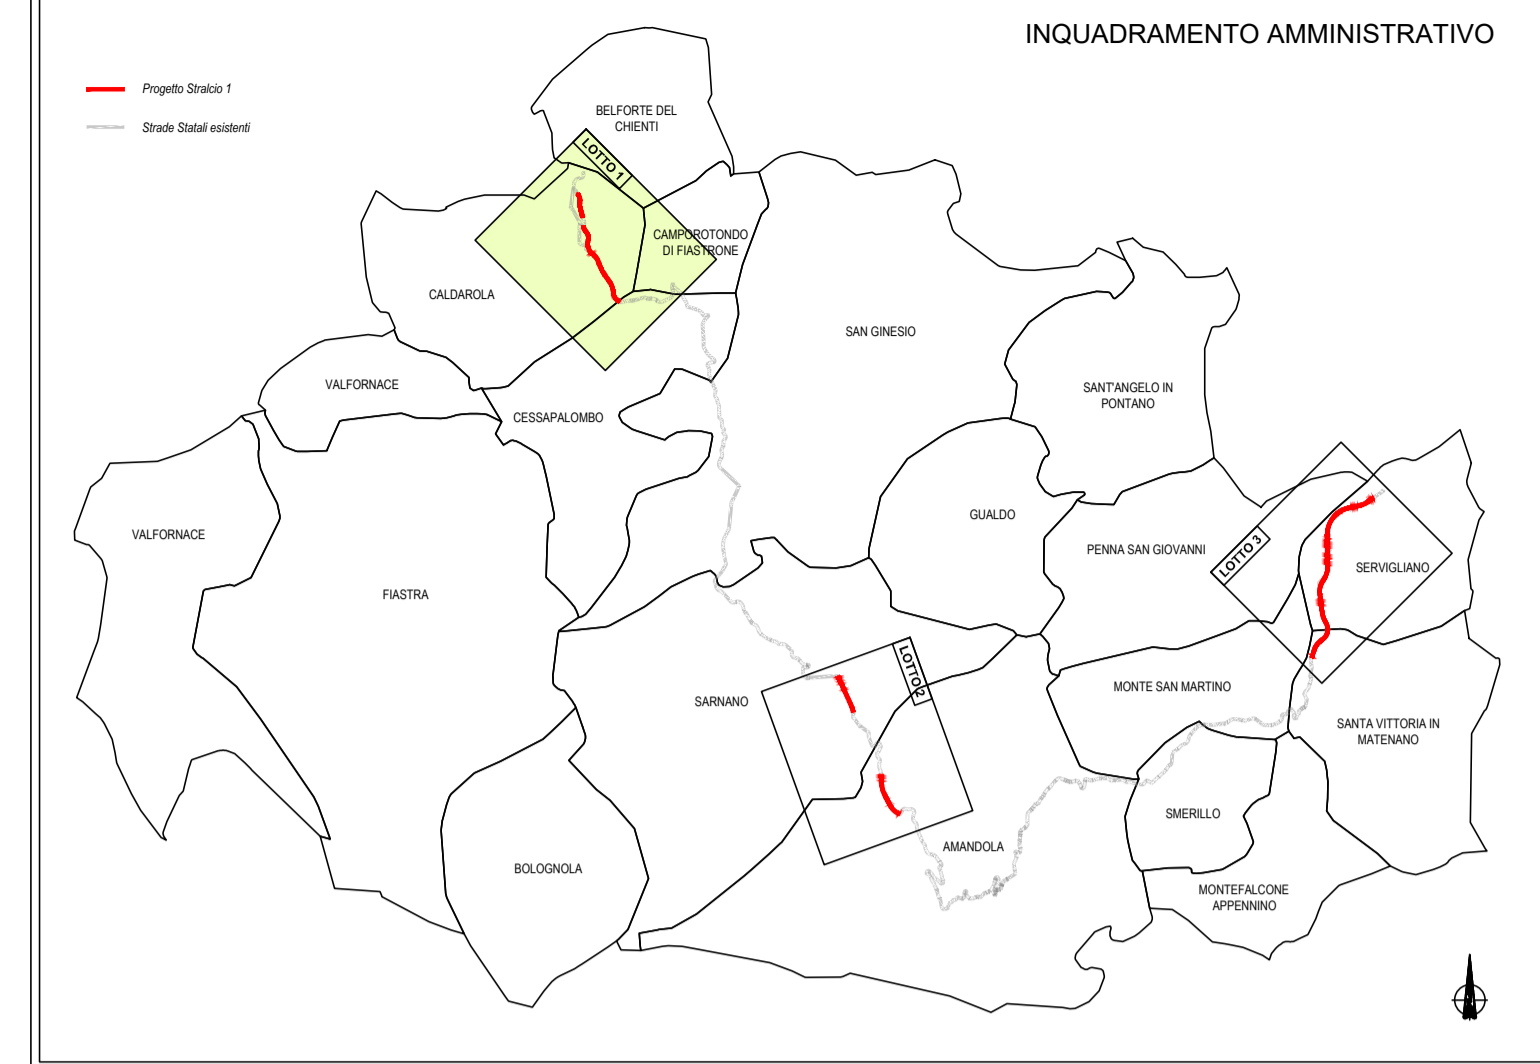 INQUADRAMENTO AMMINISTRATIVO
Progetto Stralcio 1
Strade Statali esistenti
BELFORTE DEL
CHIENTI
LOTTO 1
CAMPOROTONDO
DI FIASTRONE
CALDAROLA
SAN GINESIO
VALFORNACE
SANT'ANGELO IN
PONTANO
CESSAPALOMBO
GUALDO
VALFORNACE
PENNA SAN GIOVANNI
LOTTO 3
SERVIGLIANO
FIASTRA
LOTTO 2
MONTE SAN MARTINO
SARNANO
SANTA VITTORIA IN
MATENANO
SMERILLO
AMANDOLA
BOLOGNOLA
MONTEFALCONE
APPENNINO